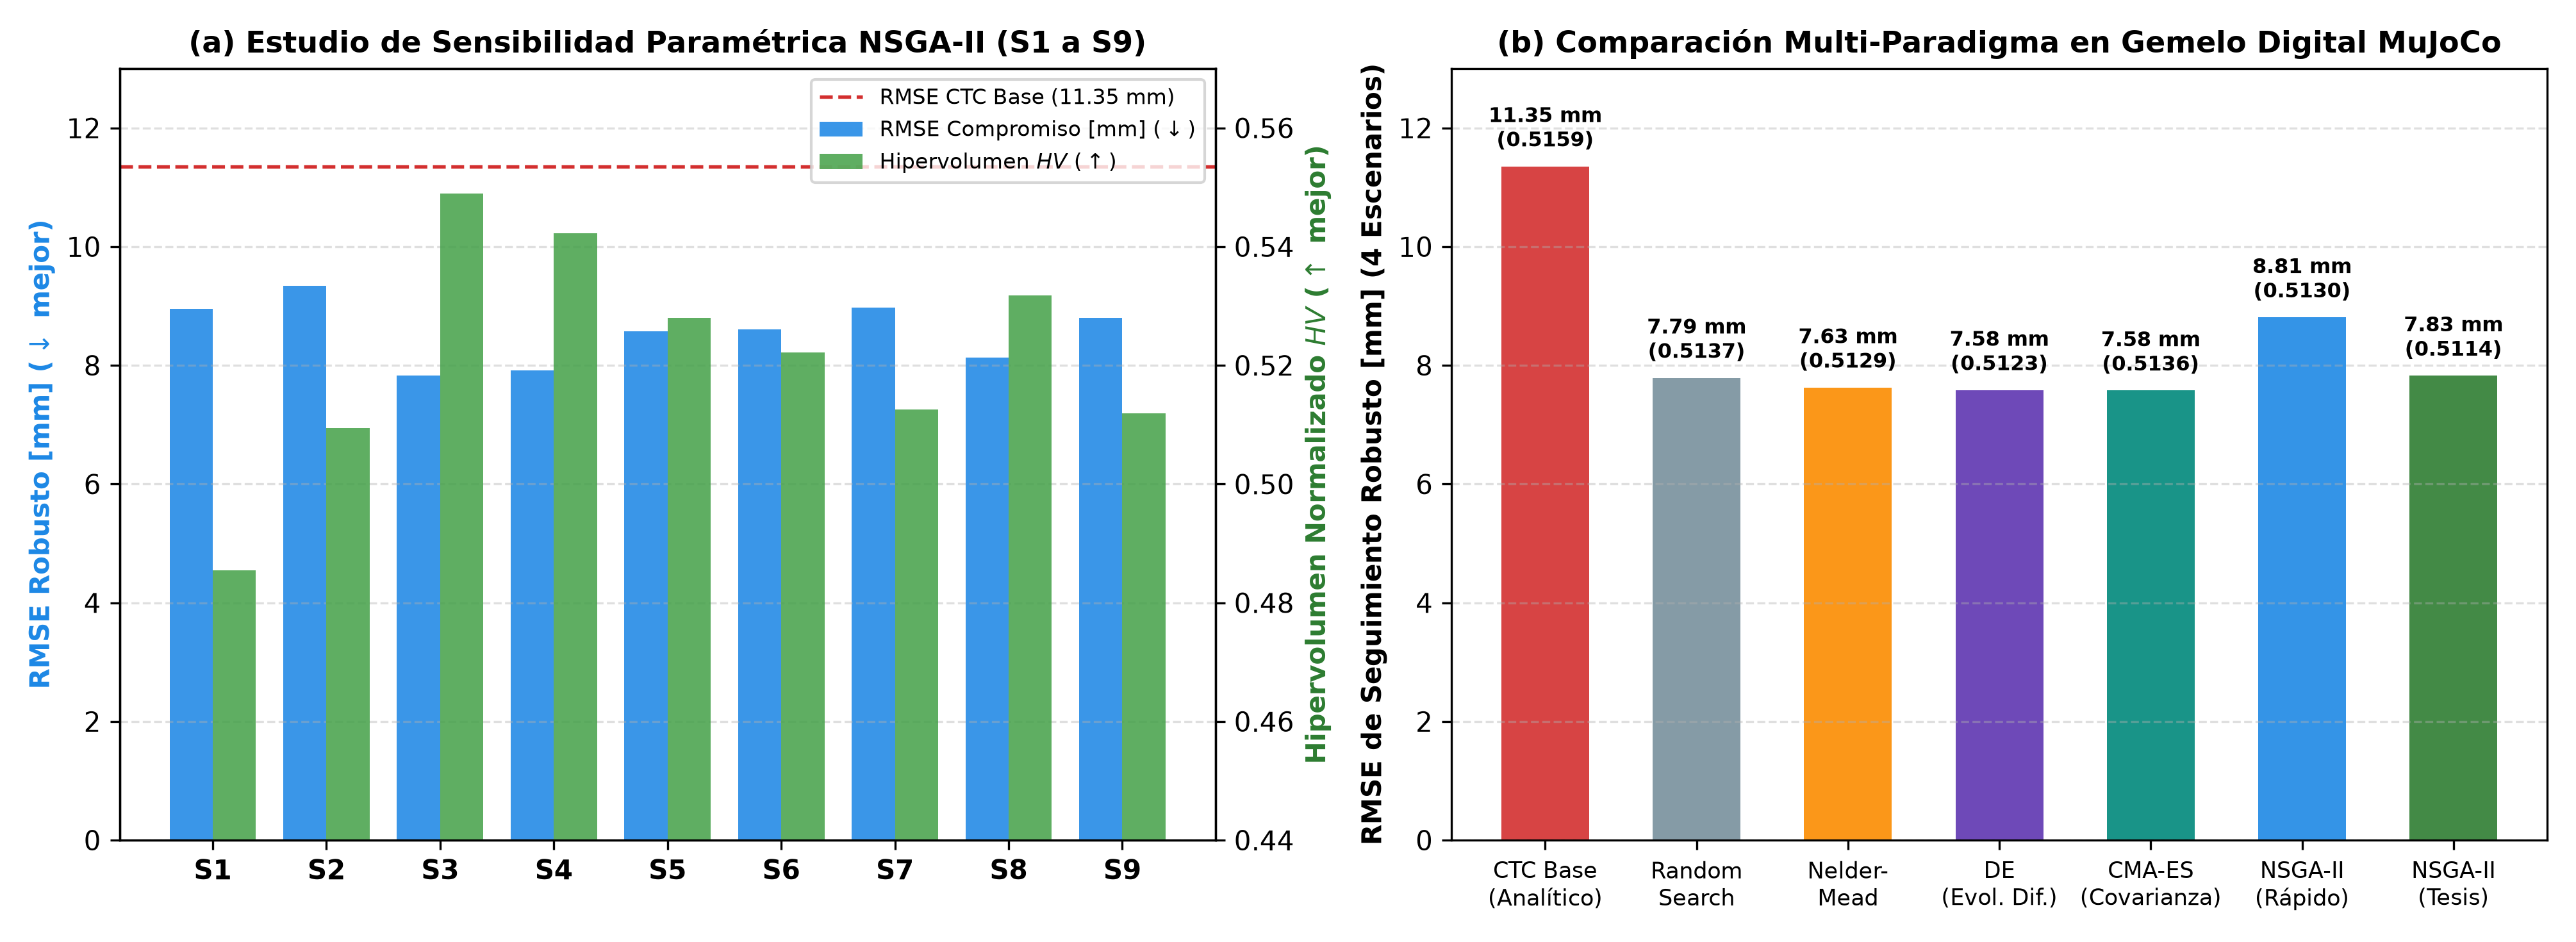 (a) Estudio de Sensibilidad Paramétrica NSGA-II (S1 a S9)
RMSE Robusto [mm] (↓ mejor)
12
10
8
6
4
2
0
RMSE CTC Base (11.35 mm)
RMSE Compromiso [mm] (↓)
Hipervolumen HV (↑)
S1 S2 S3 S4 S5 S6 S7 S8 S9
0.56
0.54
0.52
0.50
0.48
0.46
0.44
Hipervolumen Normalizado HV (↑ mejor)
(b) Comparación Multi-Paradigma en Gemelo Digital MuJoCo
RMSE de Seguimiento Robusto [mm] (4 Escenarios)
12
10
8
6
4
2
0
11.35 mm
(0.5159)
7.79 mm
(0.5137)
7.63 mm
(0.5129)
7.58 mm
(0.5123)
7.58 mm
(0.5136)
8.81 mm
(0.5130)
7.83 mm
(0.5114)
CTC Base
(Analítico)
Random
Search
Nelder-
Mead
DE
(Evol. Dif.)
CMA-ES
(Covarianza)
NSGA-II
(Rápido)
NSGA-II
(Tesis)